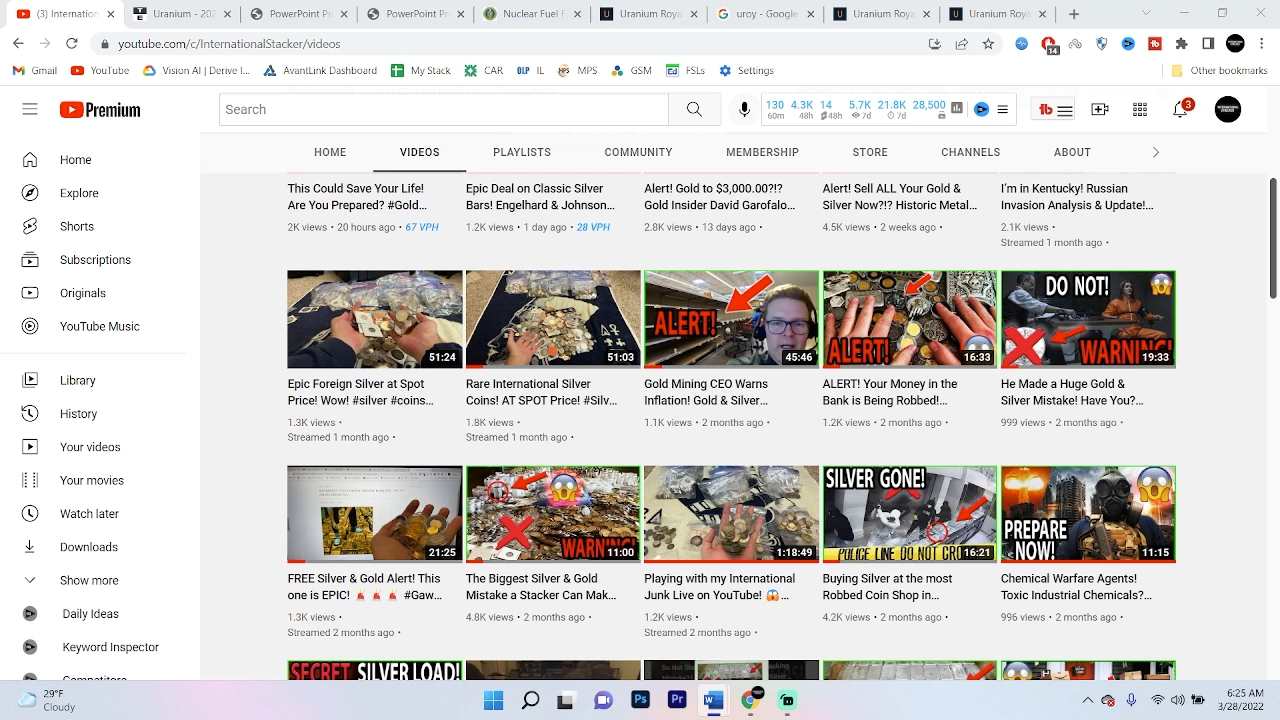 (3) Internat
Uranium - 202
PowerPoint P
PowerPoint P
Nuclear Fuel F
Uranium Roya
uroy - Google
Uranium Roya
Uranium Roya
youtube.com/c/InternationalStacker/videos
14
Gmail
YouTube
Vision AI | Derive I...
Administrator
My Stack
CAR
OLP IL
MPS
GSM
FSLs
Settings
Other bookmarks
Premium
Search
130 4.3K 14 5.7K 21.8K 28,500
60m 48h 48h 7d 7d
3
HOME
VIDEOS
PLAYLISTS
COMMUNITY
MEMBERSHIP
STORE
CHANNELS
ABOUT
Home
Explore
Shorts
Subscriptions
Originals
YouTube Music
Library
History
Your videos
Your movies
Watch later
Downloads
Show more
Daily Ideas
Keyword Inspector
This Could Save Your Life!
Are You Prepared? #Gold...
2K views • 20 hours ago • 67 VPH
Epic Deal on Classic Silver
Bars! Engelhard & Johnson...
1.2K views • 1 day ago • 28 VPH
Alert! Gold to $3,000.00?!?
Gold Insider David Garofalo...
2.8K views • 13 days ago •
Alert! Sell ALL Your Gold &
Silver Now?!? Historic Metal...
4.5K views • 2 weeks ago •
I'm in Kentucky! Russian
Invasion Analysis & Update!...
2.1K views •
Streamed 1 month ago •
51:24
Epic Foreign Silver at Spot
Price! Wow! #silver #coins...
1.3K views •
Streamed 1 month ago •
51:03
Rare International Silver
Coins! AT SPOT Price! #Silv...
1.8K views •
Streamed 1 month ago •
ALERT!
45:46
Gold Mining CEO Warns
Inflation! Gold & Silver...
1.1K views • 2 months ago •
ALERT!
16:33
ALERT! Your Money in the
Bank is Being Robbed!...
1.2K views • 2 months ago •
DO NOT!
WARNING!
19:33
He Made a Huge Gold &
Silver Mistake! Have You?...
999 views • 2 months ago •
21:25
FREE Silver & Gold Alert! This
one is EPIC! 🚨 🚨 🚨 #Gaw...
1.3K views •
Streamed 2 months ago •
WARNING!
11:00
The Biggest Silver & Gold
Mistake a Stacker Can Mak...
4.8K views • 2 months ago •
1:18:49
Playing with my International
Junk Live on YouTube! 😱...
1.2K views •
Streamed 2 months ago •
SILVER GONE!
POLICE LINE DO NOT CRO
16:21
Buying Silver at the most
Robbed Coin Shop in...
4.2K views • 2 months ago •
PREPARE
NOW!
11:15
Chemical Warfare Agents!
Toxic Industrial Chemicals?...
996 views • 2 months ago •
SECRET SILVER LOAD!
29°F
Cloudy
6:25 AM
3/28/2022